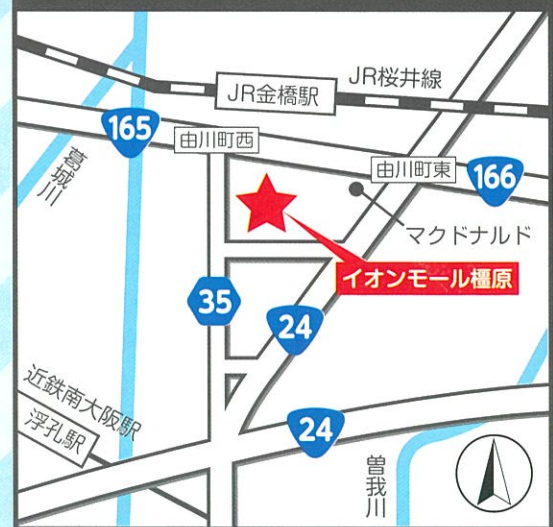 JR桜井線
JR金橋駅
165
由川町西
由川町東
166
葛城川
マクドナルド
イオンモール橿原
35
24
近鉄南大阪駅
浮孔駅
24
曽我川